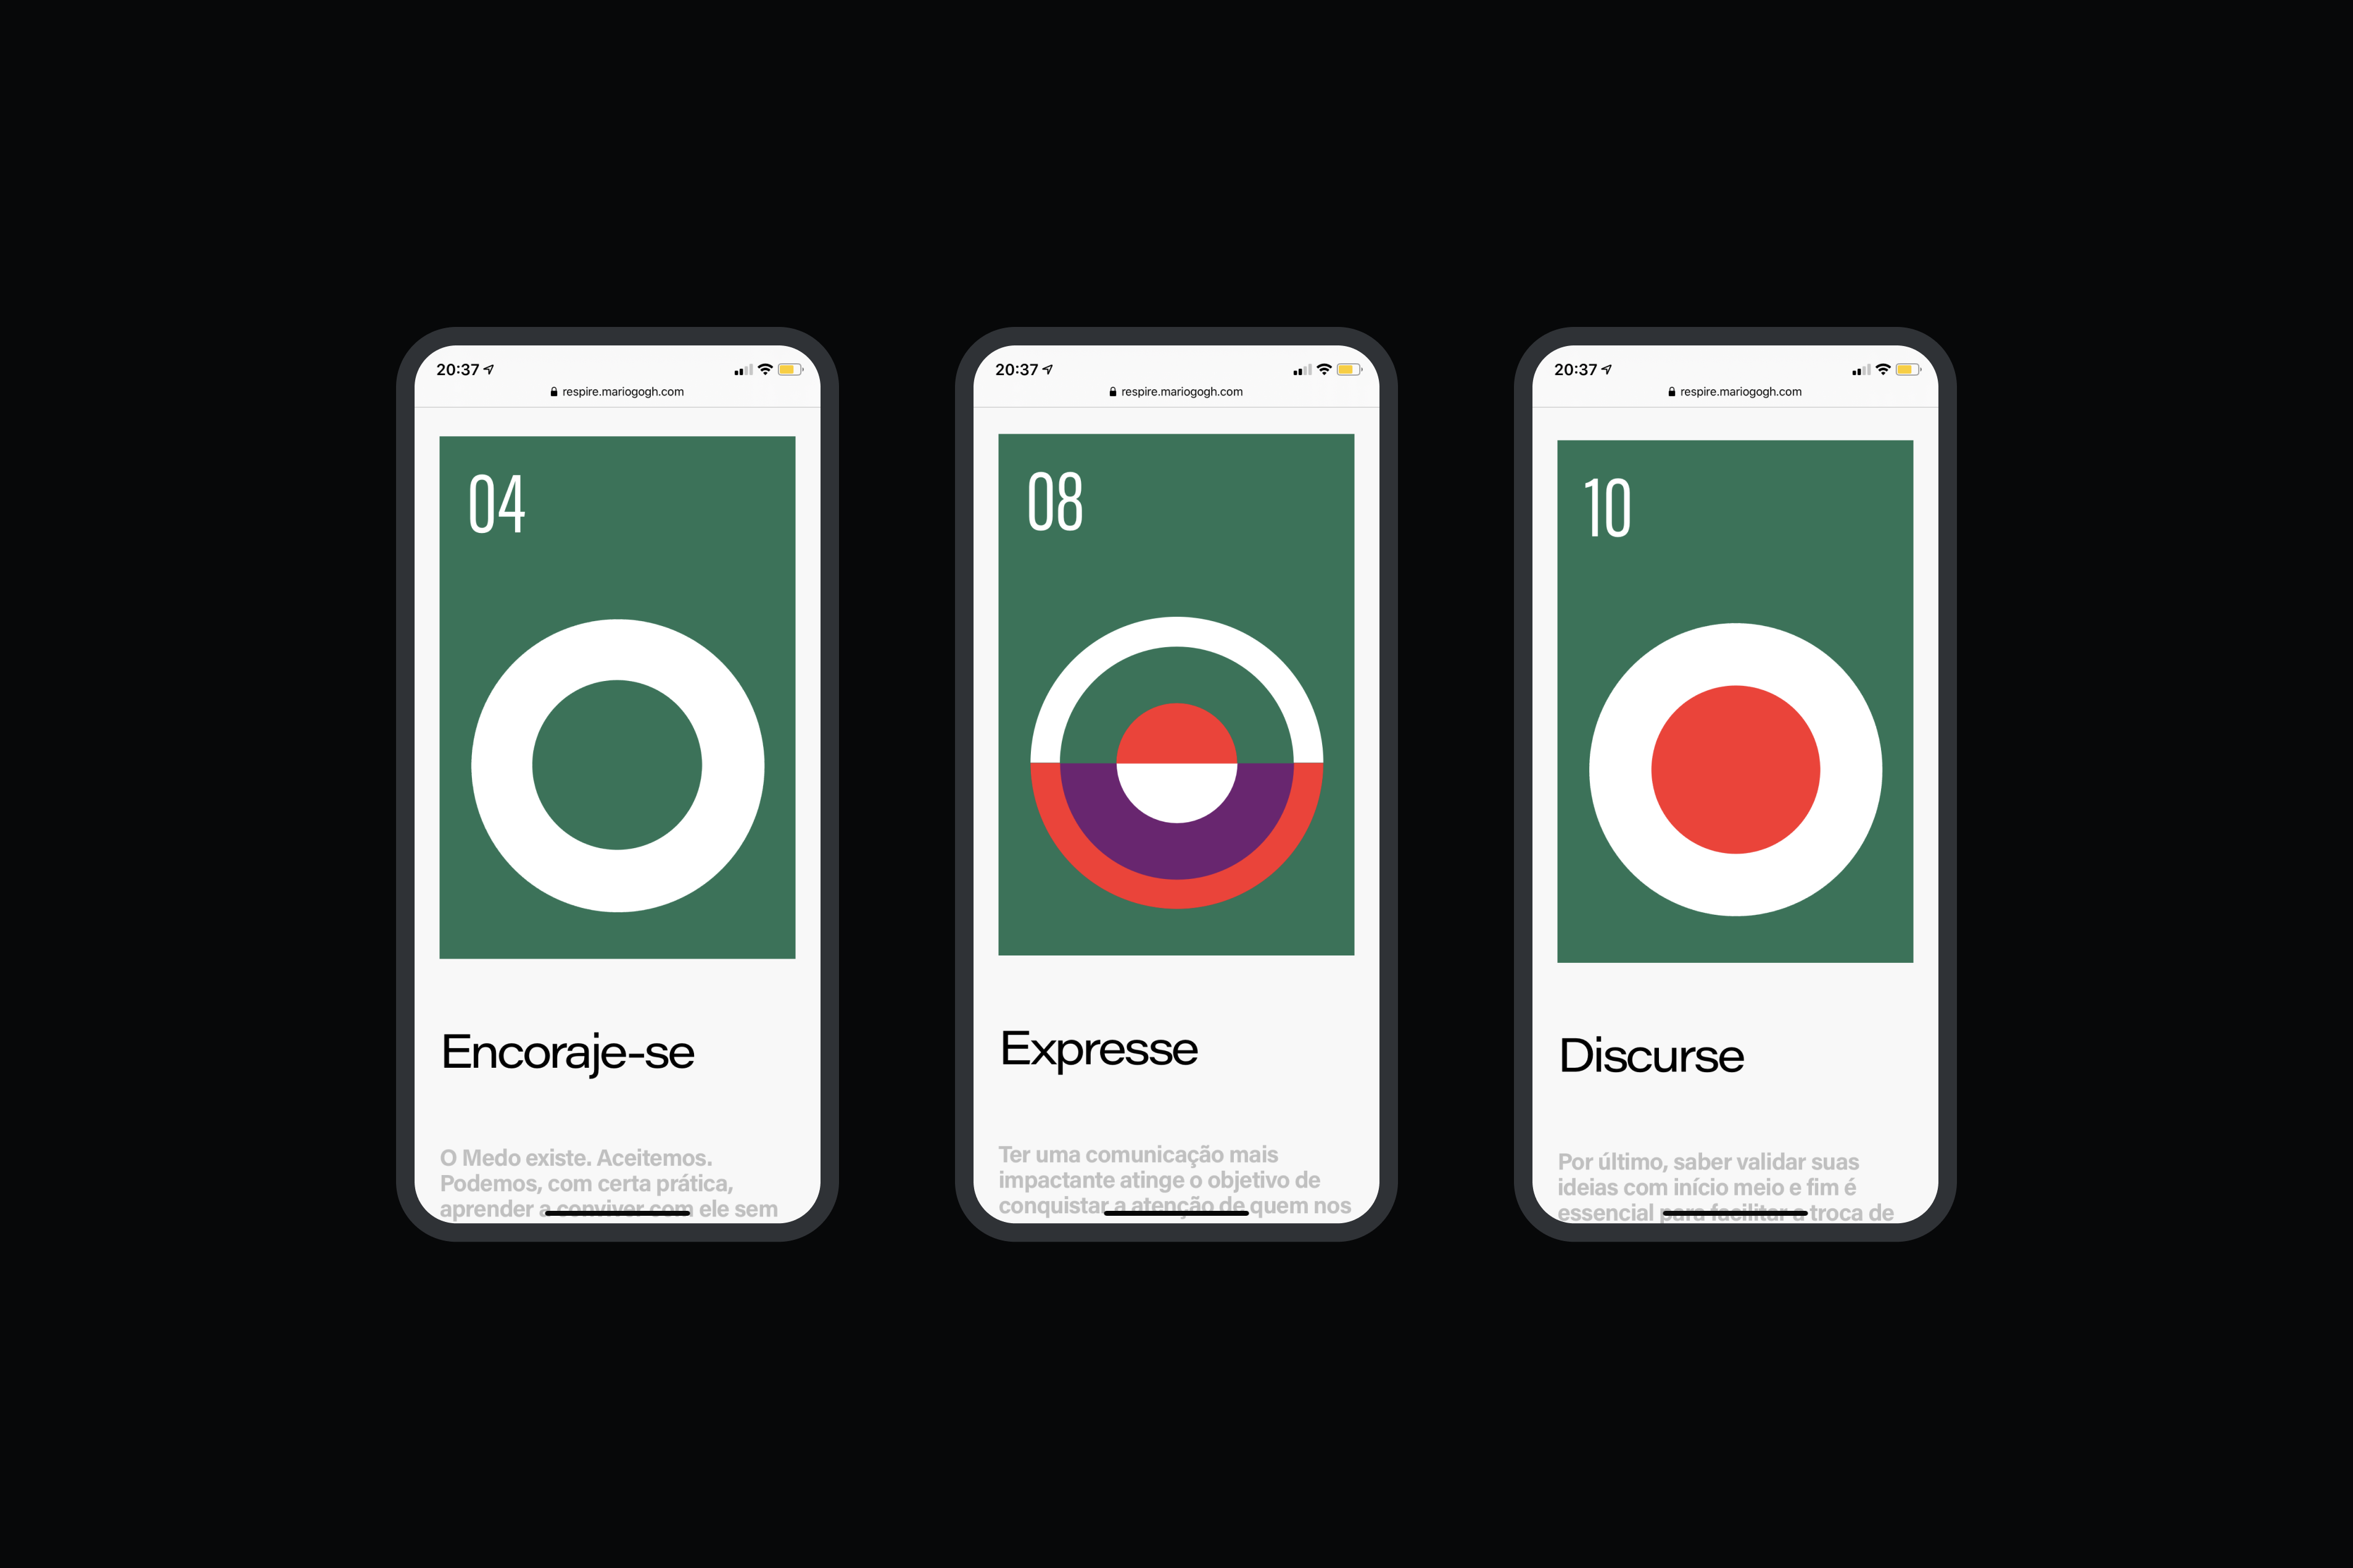 20:37
respire.mariogogh.com
04
Encoraje-se
O Medo existe. Aceitemos.
Podemos, com certa prática,
aprender a conviver com ele sem
20:37
respire.mariogogh.com
08
Expresse
Ter uma comunicação mais
impactante atinge o objetivo de
conquistar a atenção de quem nos
20:37
respire.mariogogh.com
10
Discurse
Por último, saber validar suas
ideias com início meio e fim é
essencial para facilitar a troca de